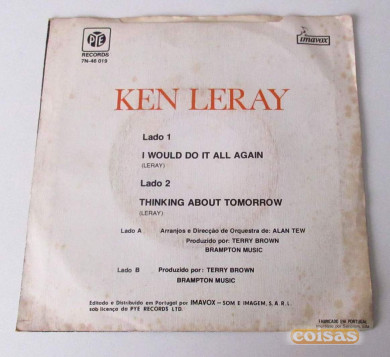 PYE
RECORDS
7N-46 018
imavox
KEN LERAY
Lado 1
I WOULD DO IT ALL AGAIN
(LERAY)
Lado 2
THINKING ABOUT TOMORROW
(LERAY)
Lado A Arranjos e Direcção de Orquestra de: ALAN TEW
Produzido por: TERRY BROWN
BRAMPTON MUSIC
Lado B Produzido por: TERRY BROWN
BRAMPTON MUSIC
Editado e Distribuido em Portugal por IMAVOX — SOM E IMAGEM, S. A. R. L.
sob licença de PYE RECORDS LTD.
FABRICADO EM PORTUGAL
coisas